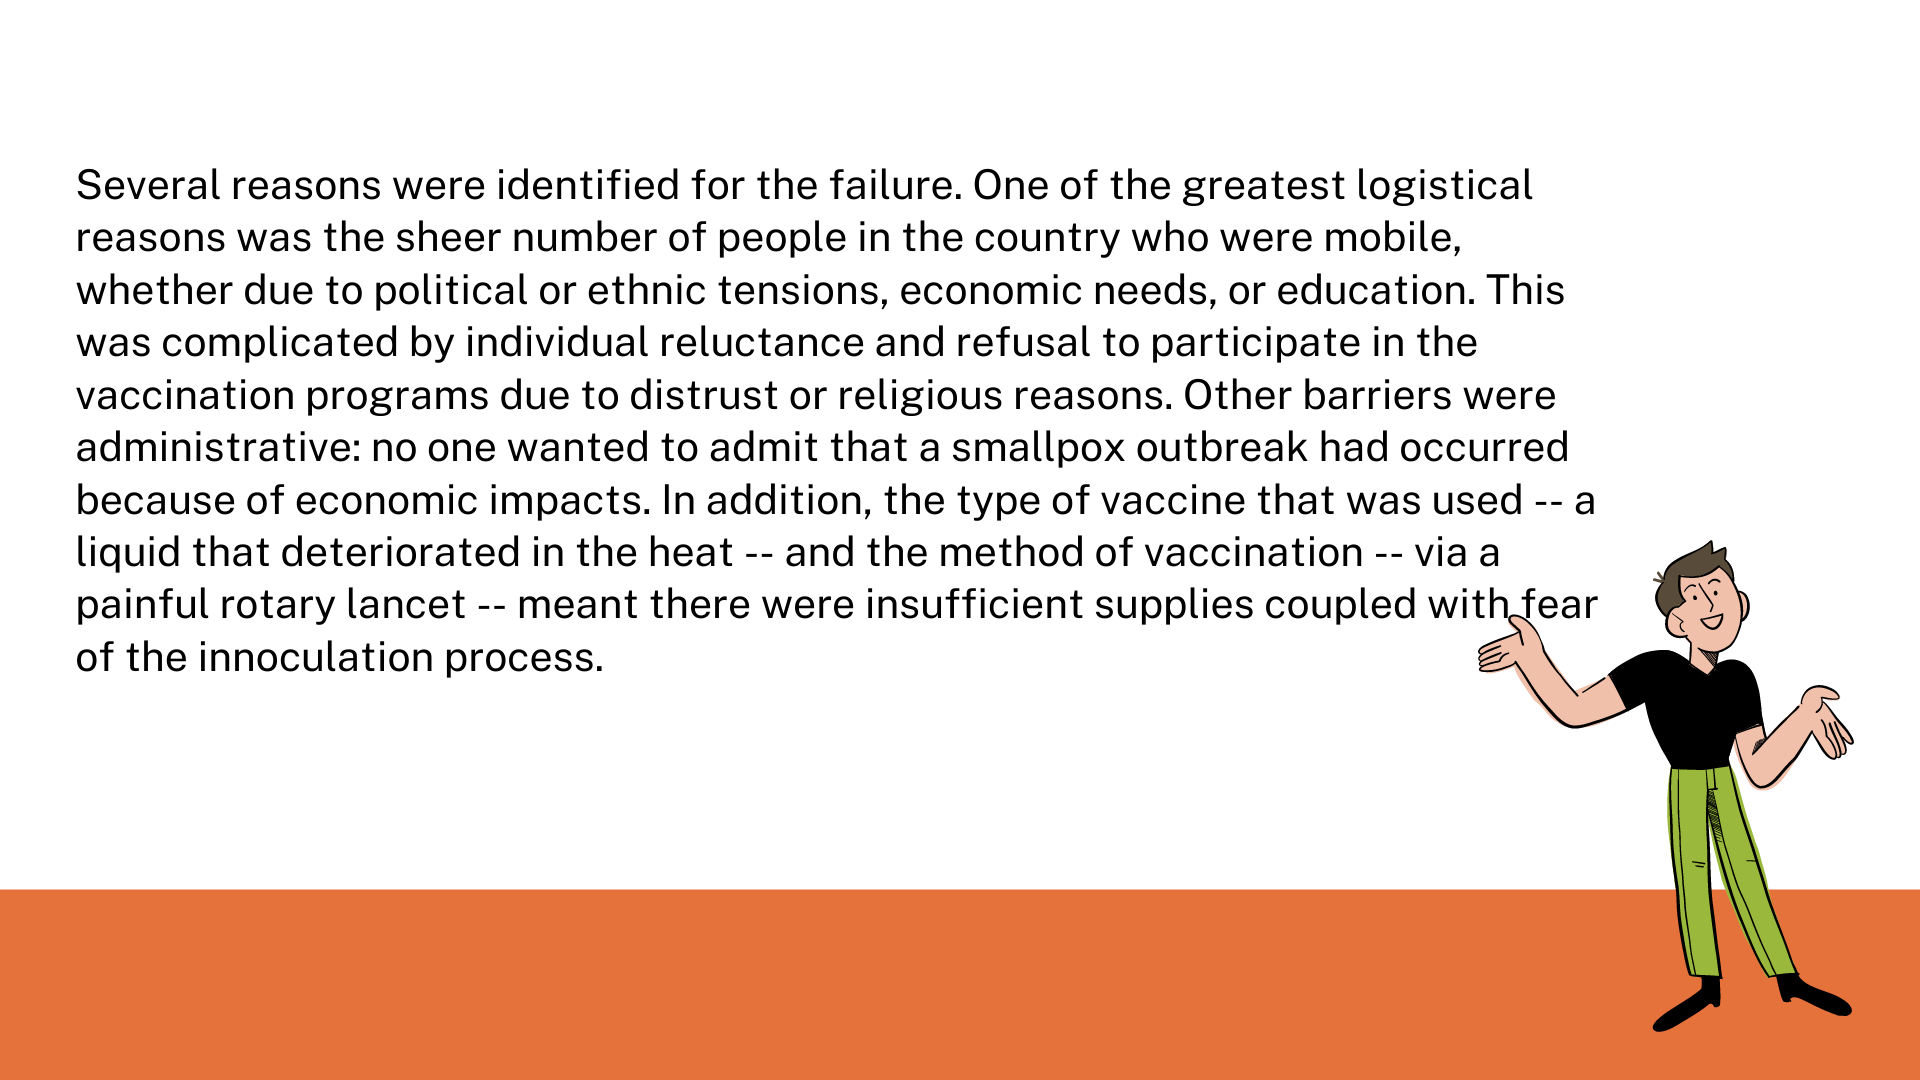 Several reasons were identified for the failure. One of the greatest logistical
reasons was the sheer number of people in the country who were mobile,
whether due to political or ethnic tensions, economic needs, or education. This
was complicated by individual reluctance and refusal to participate in the
vaccination programs due to distrust or religious reasons. Other barriers were
administrative: no one wanted to admit that a smallpox outbreak had occurred
because of economic impacts. In addition, the type of vaccine that was used -- a
liquid that deteriorated in the heat -- and the method of vaccination -- via a
painful rotary lancet -- meant there were insufficient supplies coupled with fear
of the innoculation process.